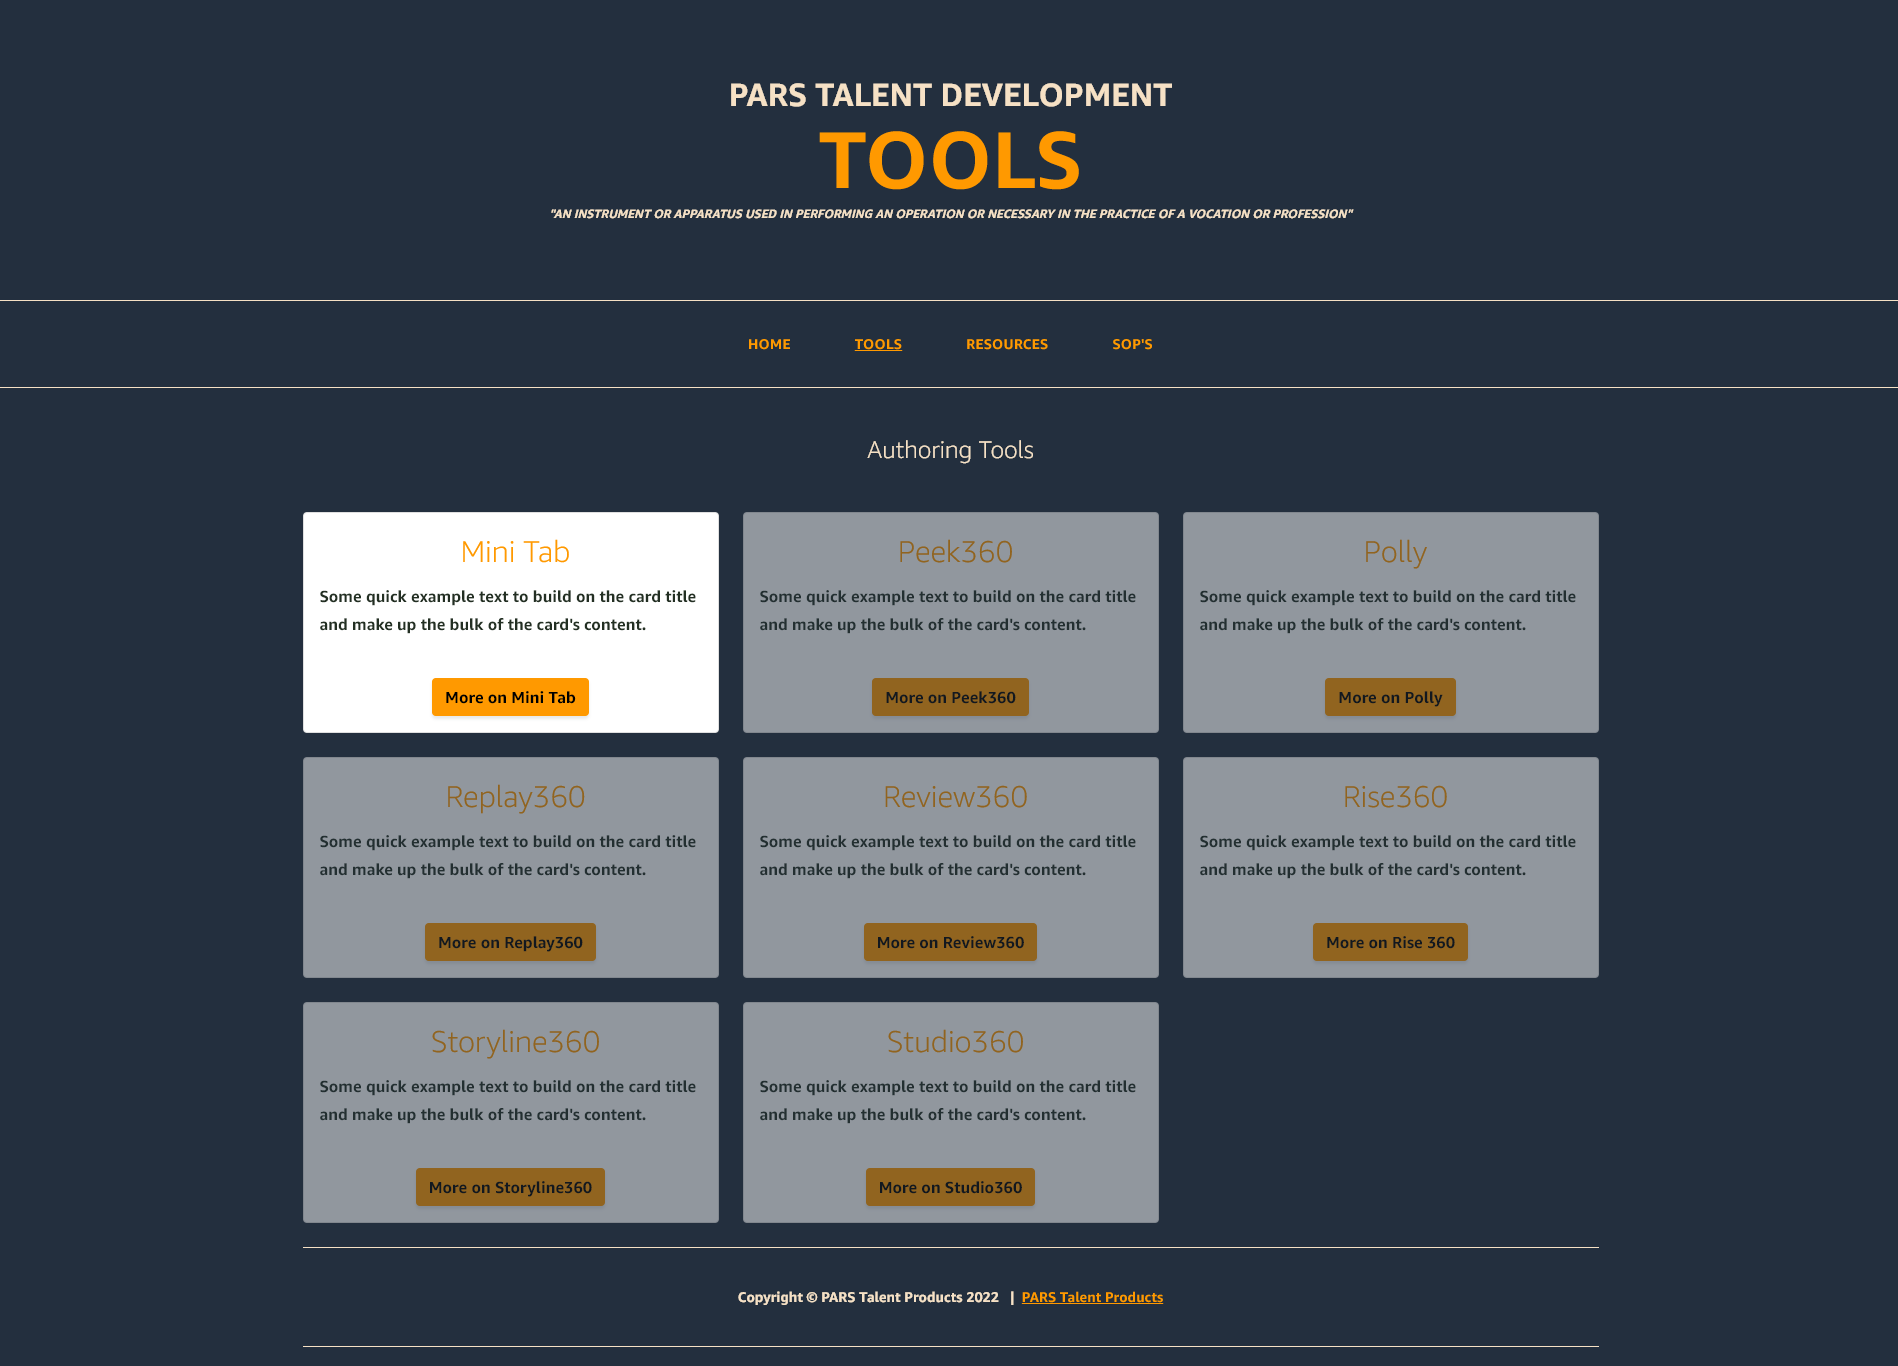 PARS TALENT DEVELOPMENT
TOOLS
"AN INSTRUMENT OR APPARATUS USED IN PERFORMING AN OPERATION OR NECESSARY IN THE PRACTICE OF A VOCATION OR PROFESSION"
HOME TOOLS RESOURCES SOP'S
Authoring Tools
Mini Tab
Some quick example text to build on the card title
and make up the bulk of the card's content.
More on Mini Tab
Peek360
Some quick example text to build on the card title
and make up the bulk of the card's content.
More on Peek360
Polly
Some quick example text to build on the card title
and make up the bulk of the card's content.
More on Polly
Replay360
Some quick example text to build on the card title
and make up the bulk of the card's content.
More on Replay360
Review360
Some quick example text to build on the card title
and make up the bulk of the card's content.
More on Review360
Rise360
Some quick example text to build on the card title
and make up the bulk of the card's content.
More on Rise 360
Storyline360
Some quick example text to build on the card title
and make up the bulk of the card's content.
More on Storyline360
Studio360
Some quick example text to build on the card title
and make up the bulk of the card's content.
More on Studio360
Copyright © PARS Talent Products 2022 | PARS Talent Products